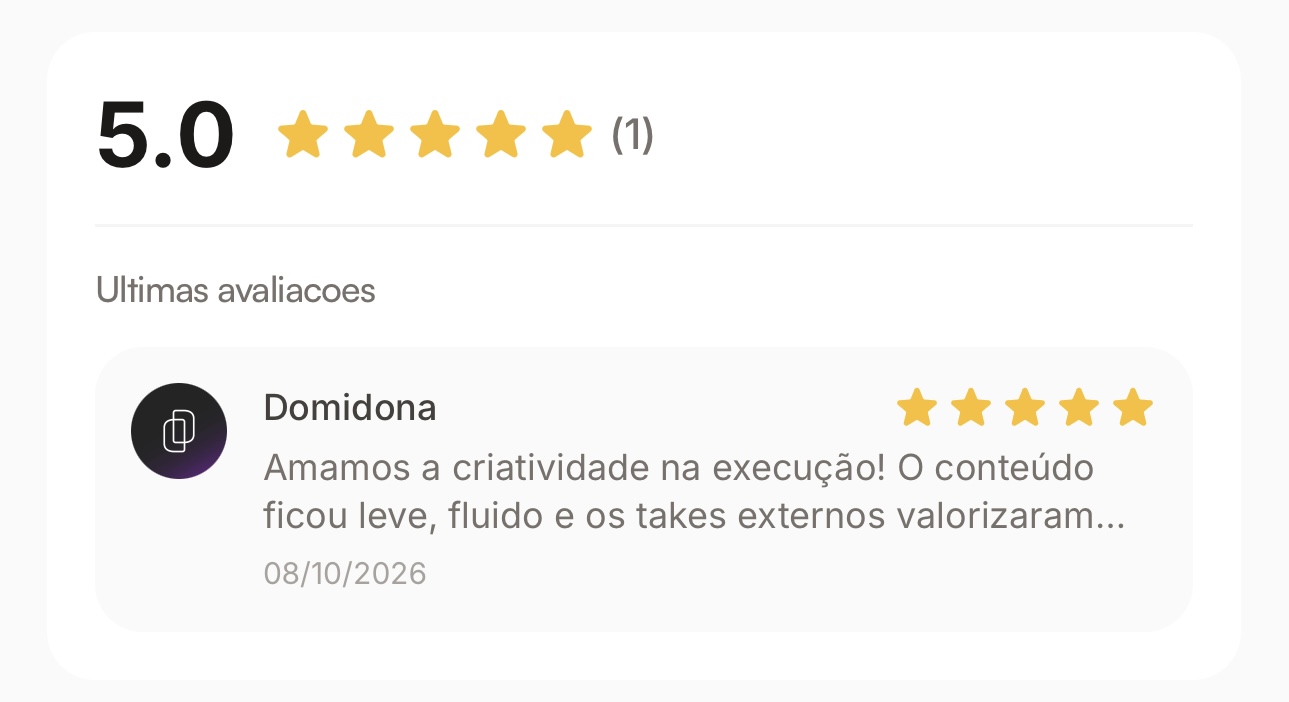 5.0 (1)
Ultimas avaliacoes
Domidona
Amamos a criatividade na execução! O conteúdo
ficou leve, fluido e os takes externos valorizaram...
08/10/2026